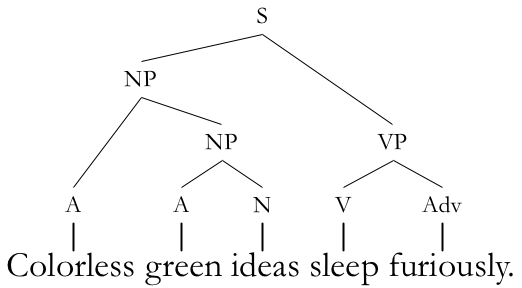 S
NP
NP VP
A A N V Adv
Colorless green ideas sleep furiously.